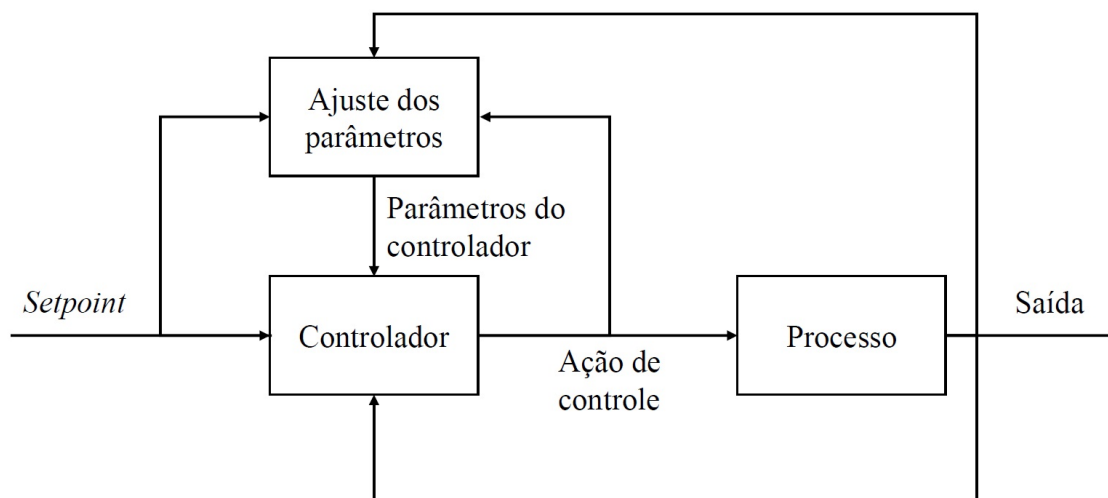 Ajuste dos
parâmetros
Parâmetros do
controlador
Setpoint
Controlador
Ação de
controle
Processo
Saída